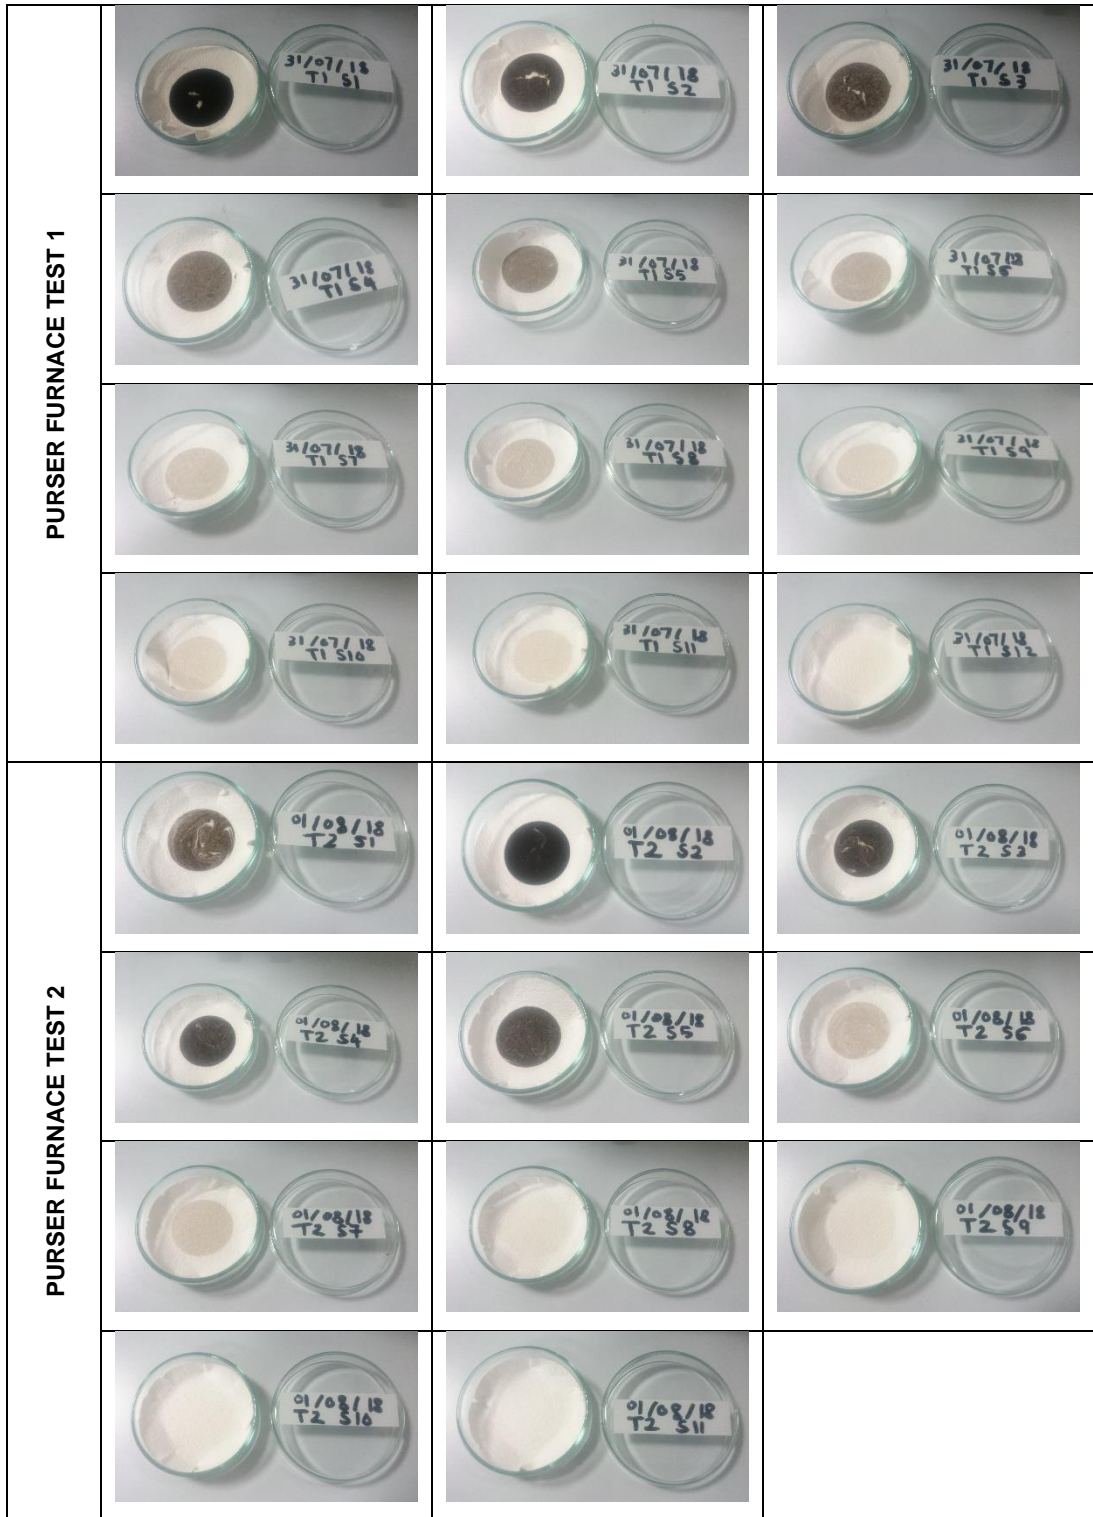 PURSER FURNACE TEST 1
31/07/18
T1 S1
31/07/18
T1 S2
31/07/18
T1 S3
31/07/18
T1 S4
31/07/18
T1 S5
31/07/18
T1 S6
31/07/18
T1 S7
31/07/18
T1 S8
31/07/18
T1 S9
31/07/18
T1 S10
31/07/18
T1 S11
31/07/18
T1 S12
PURSER FURNACE TEST 2
01/08/18
T2 S1
01/08/18
T2 S2
01/08/18
T2 S3
01/08/18
T2 S4
01/08/18
T2 S5
01/08/18
T2 S6
01/08/18
T2 S7
01/08/18
T2 S8
01/08/18
T2 S9
01/08/18
T2 S10
01/08/18
T2 S11